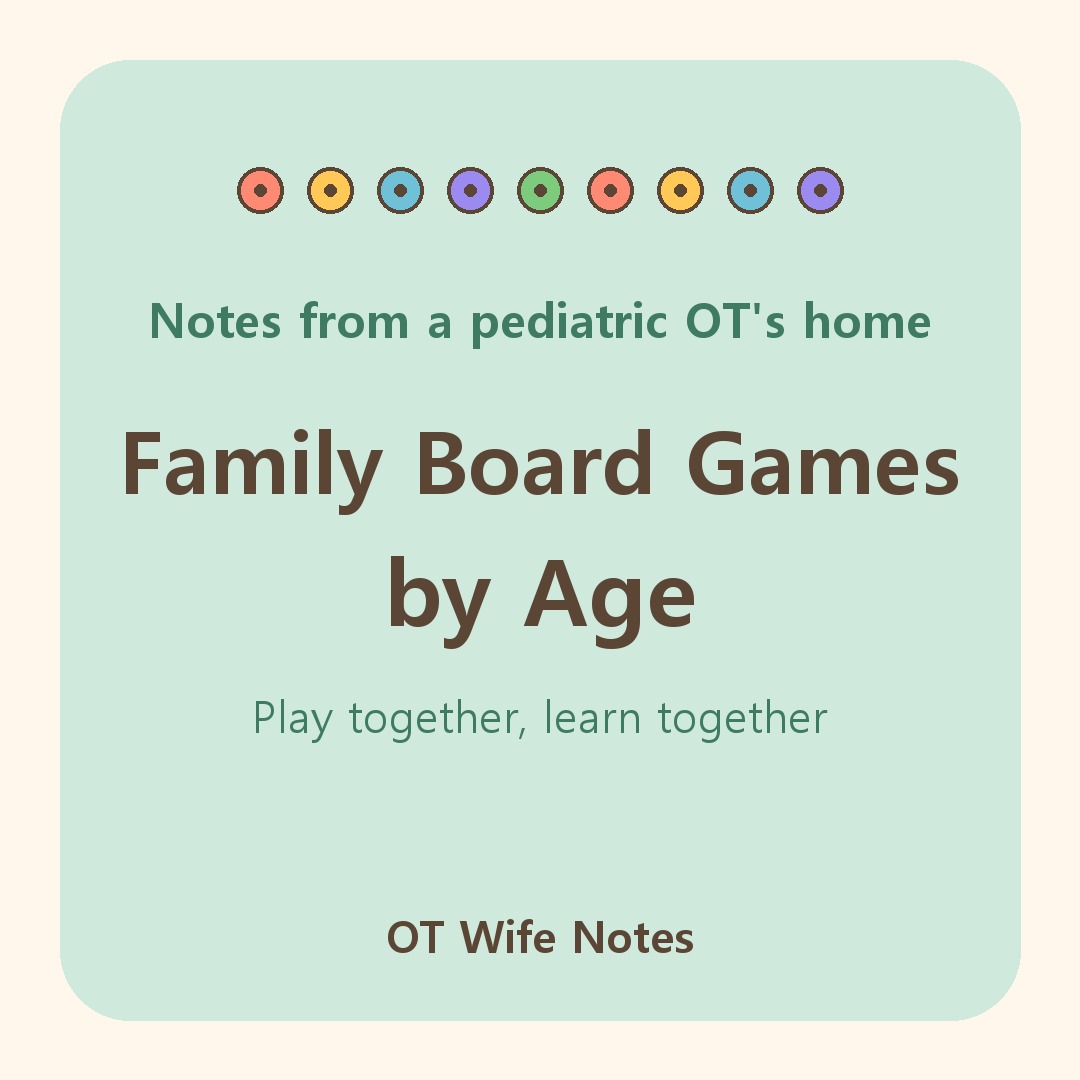 Notes from a pediatric OT's home
Family Board Games
by Age
Play together, learn together
OT Wife Notes